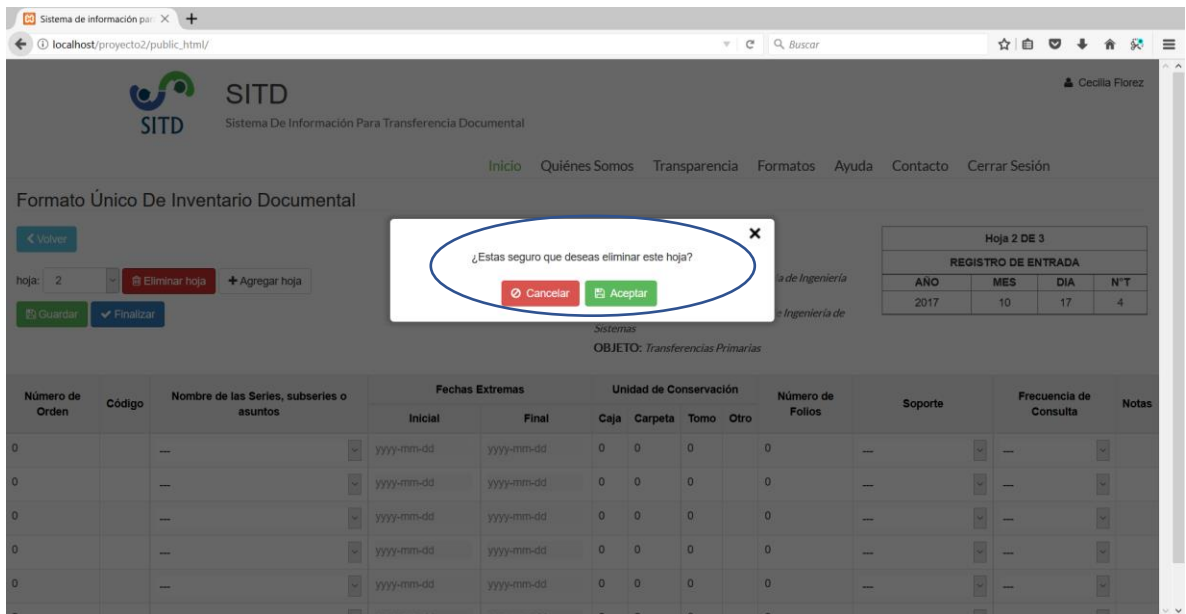 Sistema de información par
localhost/proyecto2/public_html/
Buscar
SITD
SITD
Sistema De Información Para Transferencia Documental
Cecilia Florez
Inicio Quiénes Somos Transparencia Formatos Ayuda Contacto Cerrar Sesión
Formato Único De Inventario Documental
Volver
hoja: 2 Eliminar hoja Agregar hoja
Guardar Finalizar
¿Estas seguro que deseas eliminar este hoja?
Cancelar Aceptar
a de Ingeniería
e Ingeniería de
Sistemas
OBJETO: Transferencias Primarias
Hoja 2 DE 3
REGISTRO DE ENTRADA
AÑO MES DIA N°T
2017 10 17 4
Número de Orden Código Nombre de las Series, subseries o asuntos Fechas Extremas Unidad de Conservación Número de Folios Soporte Frecuencia de Consulta Notas
Inicial Final Caja Carpeta Tomo Otro
0 --- yyyy-mm-dd yyyy-mm-dd 0 0 0 0 --- ---
0 --- yyyy-mm-dd yyyy-mm-dd 0 0 0 0 --- ---
0 --- yyyy-mm-dd yyyy-mm-dd 0 0 0 0 --- ---
0 --- yyyy-mm-dd yyyy-mm-dd 0 0 0 0 --- ---
0 --- yyyy-mm-dd yyyy-mm-dd 0 0 0 0 --- ---